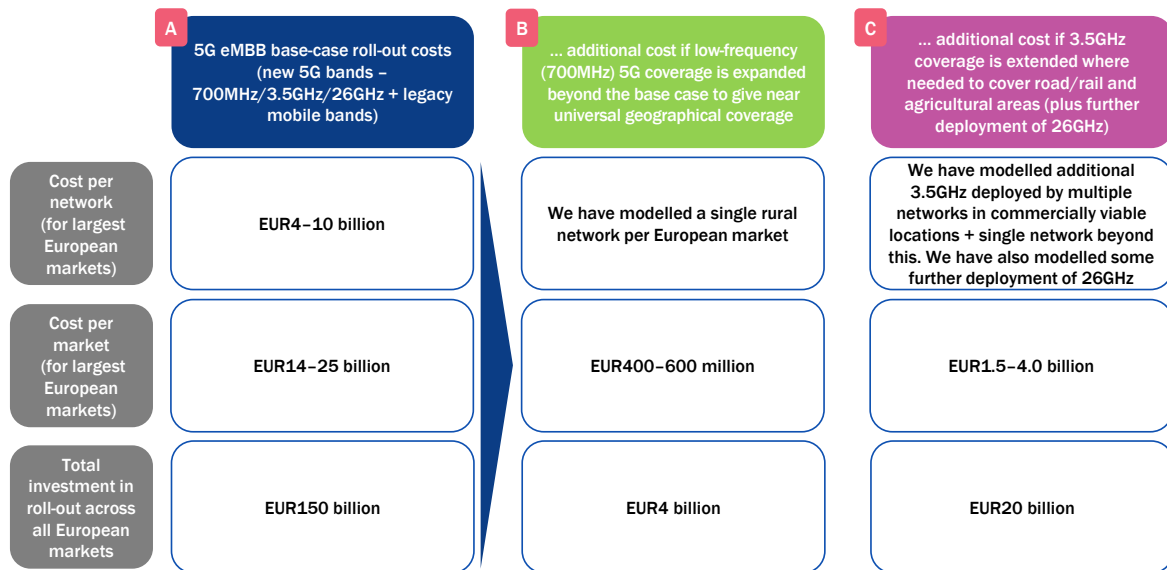 A
5G eMBB base-case roll-out costs
(new 5G bands –
700MHz/3.5GHz/26GHz + legacy
mobile bands)
B
... additional cost if low-frequency
(700MHz) 5G coverage is expanded
beyond the base case to give near
universal geographical coverage
C
... additional cost if 3.5GHz
coverage is extended where
needed to cover road/rail and
agricultural areas (plus further
deployment of 26GHz)
Cost per
network
(for largest
European
markets)
EUR4–10 billion
We have modelled a single rural
network per European market
We have modelled additional
3.5GHz deployed by multiple
networks in commercially viable
locations + single network beyond
this. We have also modelled some
further deployment of 26GHz
Cost per
market
(for largest
European
markets)
EUR14–25 billion
EUR400–600 million
EUR1.5–4.0 billion
Total
investment in
roll-out across
all European
markets
EUR150 billion
EUR4 billion
EUR20 billion